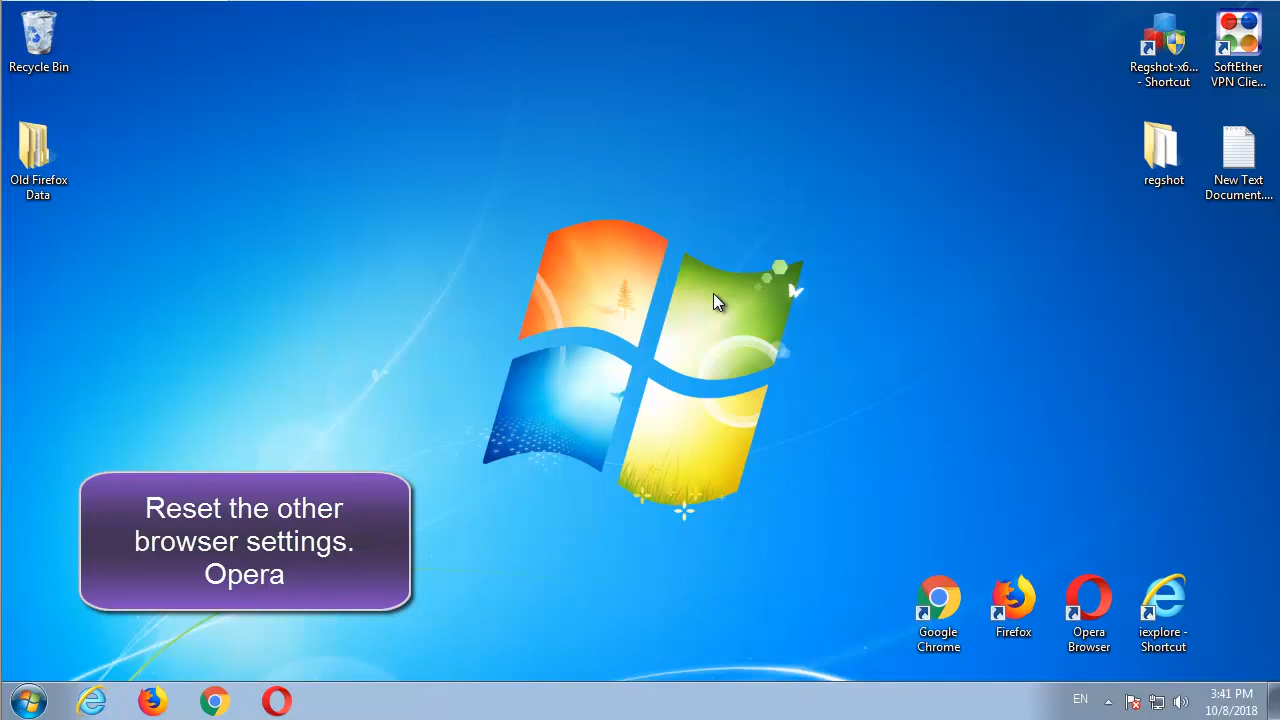 Recycle Bin
Old Firefox
Data
Regshot-x6...
- Shortcut
SoftEther
VPN Clie...
regshot
New Text
Document....
Reset the other
browser settings.
Opera
Google
Chrome
Firefox
Opera
Browser
iexplore -
Shortcut
EN
3:41 PM
10/8/2018